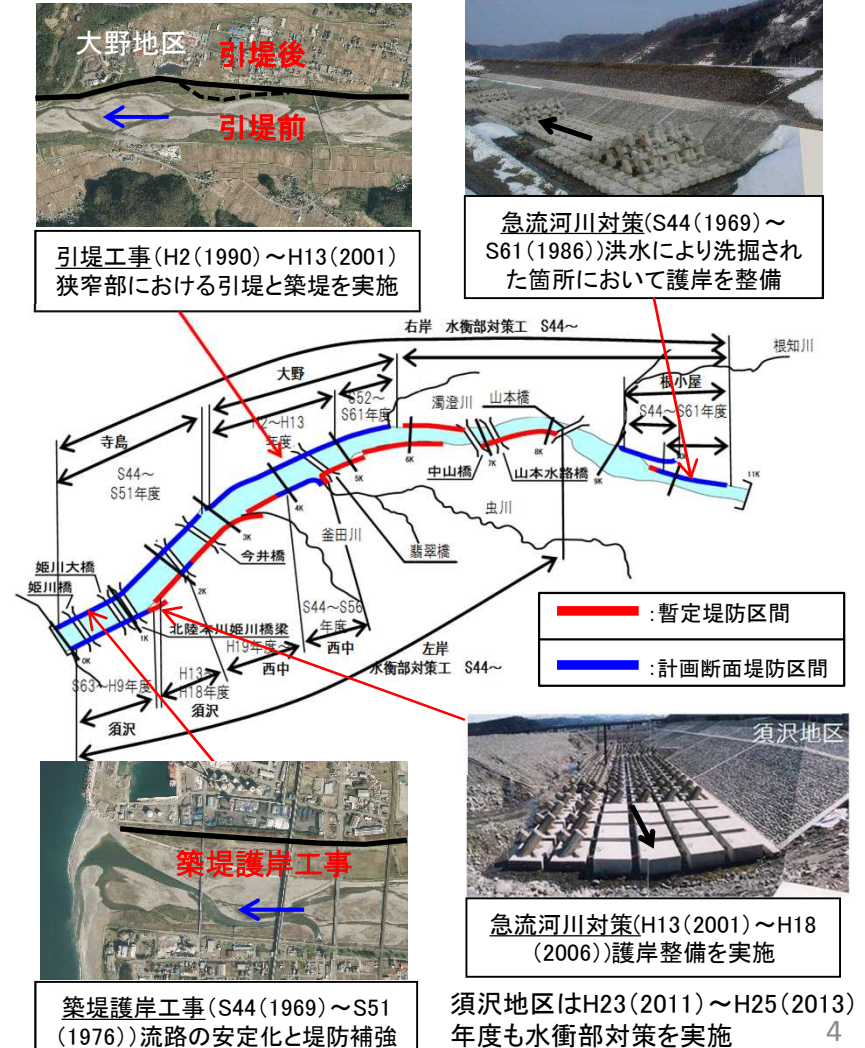 大野地区
引堤後
引堤前
引堤工事(H2(1990)～H13(2001)
狭窄部における引堤と築堤を実施
急流河川対策(S44(1969)～
S61(1986))洪水により洗掘され
た箇所において護岸を整備
右岸 水衝部対策工 S44～
根知川
大野
根小屋
S52～
S61年度
濁澄川
山本橋
S44～S61年度
H2～H13
年度
寺島
S44～
S51年度
中山橋
山本水路橋
虫川
釜田川
翡翠橋
今井橋
姫川大橋
姫川橋
0K
1K
2K
3K
4K
5K
6K
7K
8K
9K
10K
11K
北陸本川姫川橋梁
S44～S56
年度
H19年度～
西中
西中
左岸
水衝部対策工 S44～
S63～H9年度
H13～
H18年度
須沢
須沢
:暫定堤防区間
:計画断面堤防区間
築堤護岸工事
須沢地区
築堤護岸工事(S44(1969)～S51
(1976))流路の安定化と堤防補強
急流河川対策(H13(2001)～H18
(2006))護岸整備を実施
須沢地区はH23(2011)～H25(2013)
年度も水衝部対策を実施
4